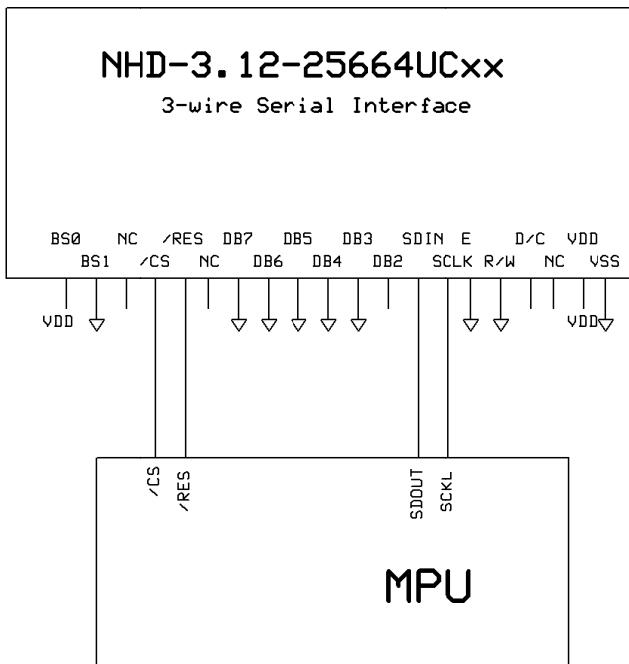 NHD-3.12-25664UCxx
3-wire Serial Interface
BS0 NC /RES DB7 DB5 DB3 SDIN E D/C VDD
BS1 /CS NC DB6 DB4 DB2 SCLK R/W NC VSS
VDD VDD
/CS /RES SDOUT SCKL
MPU